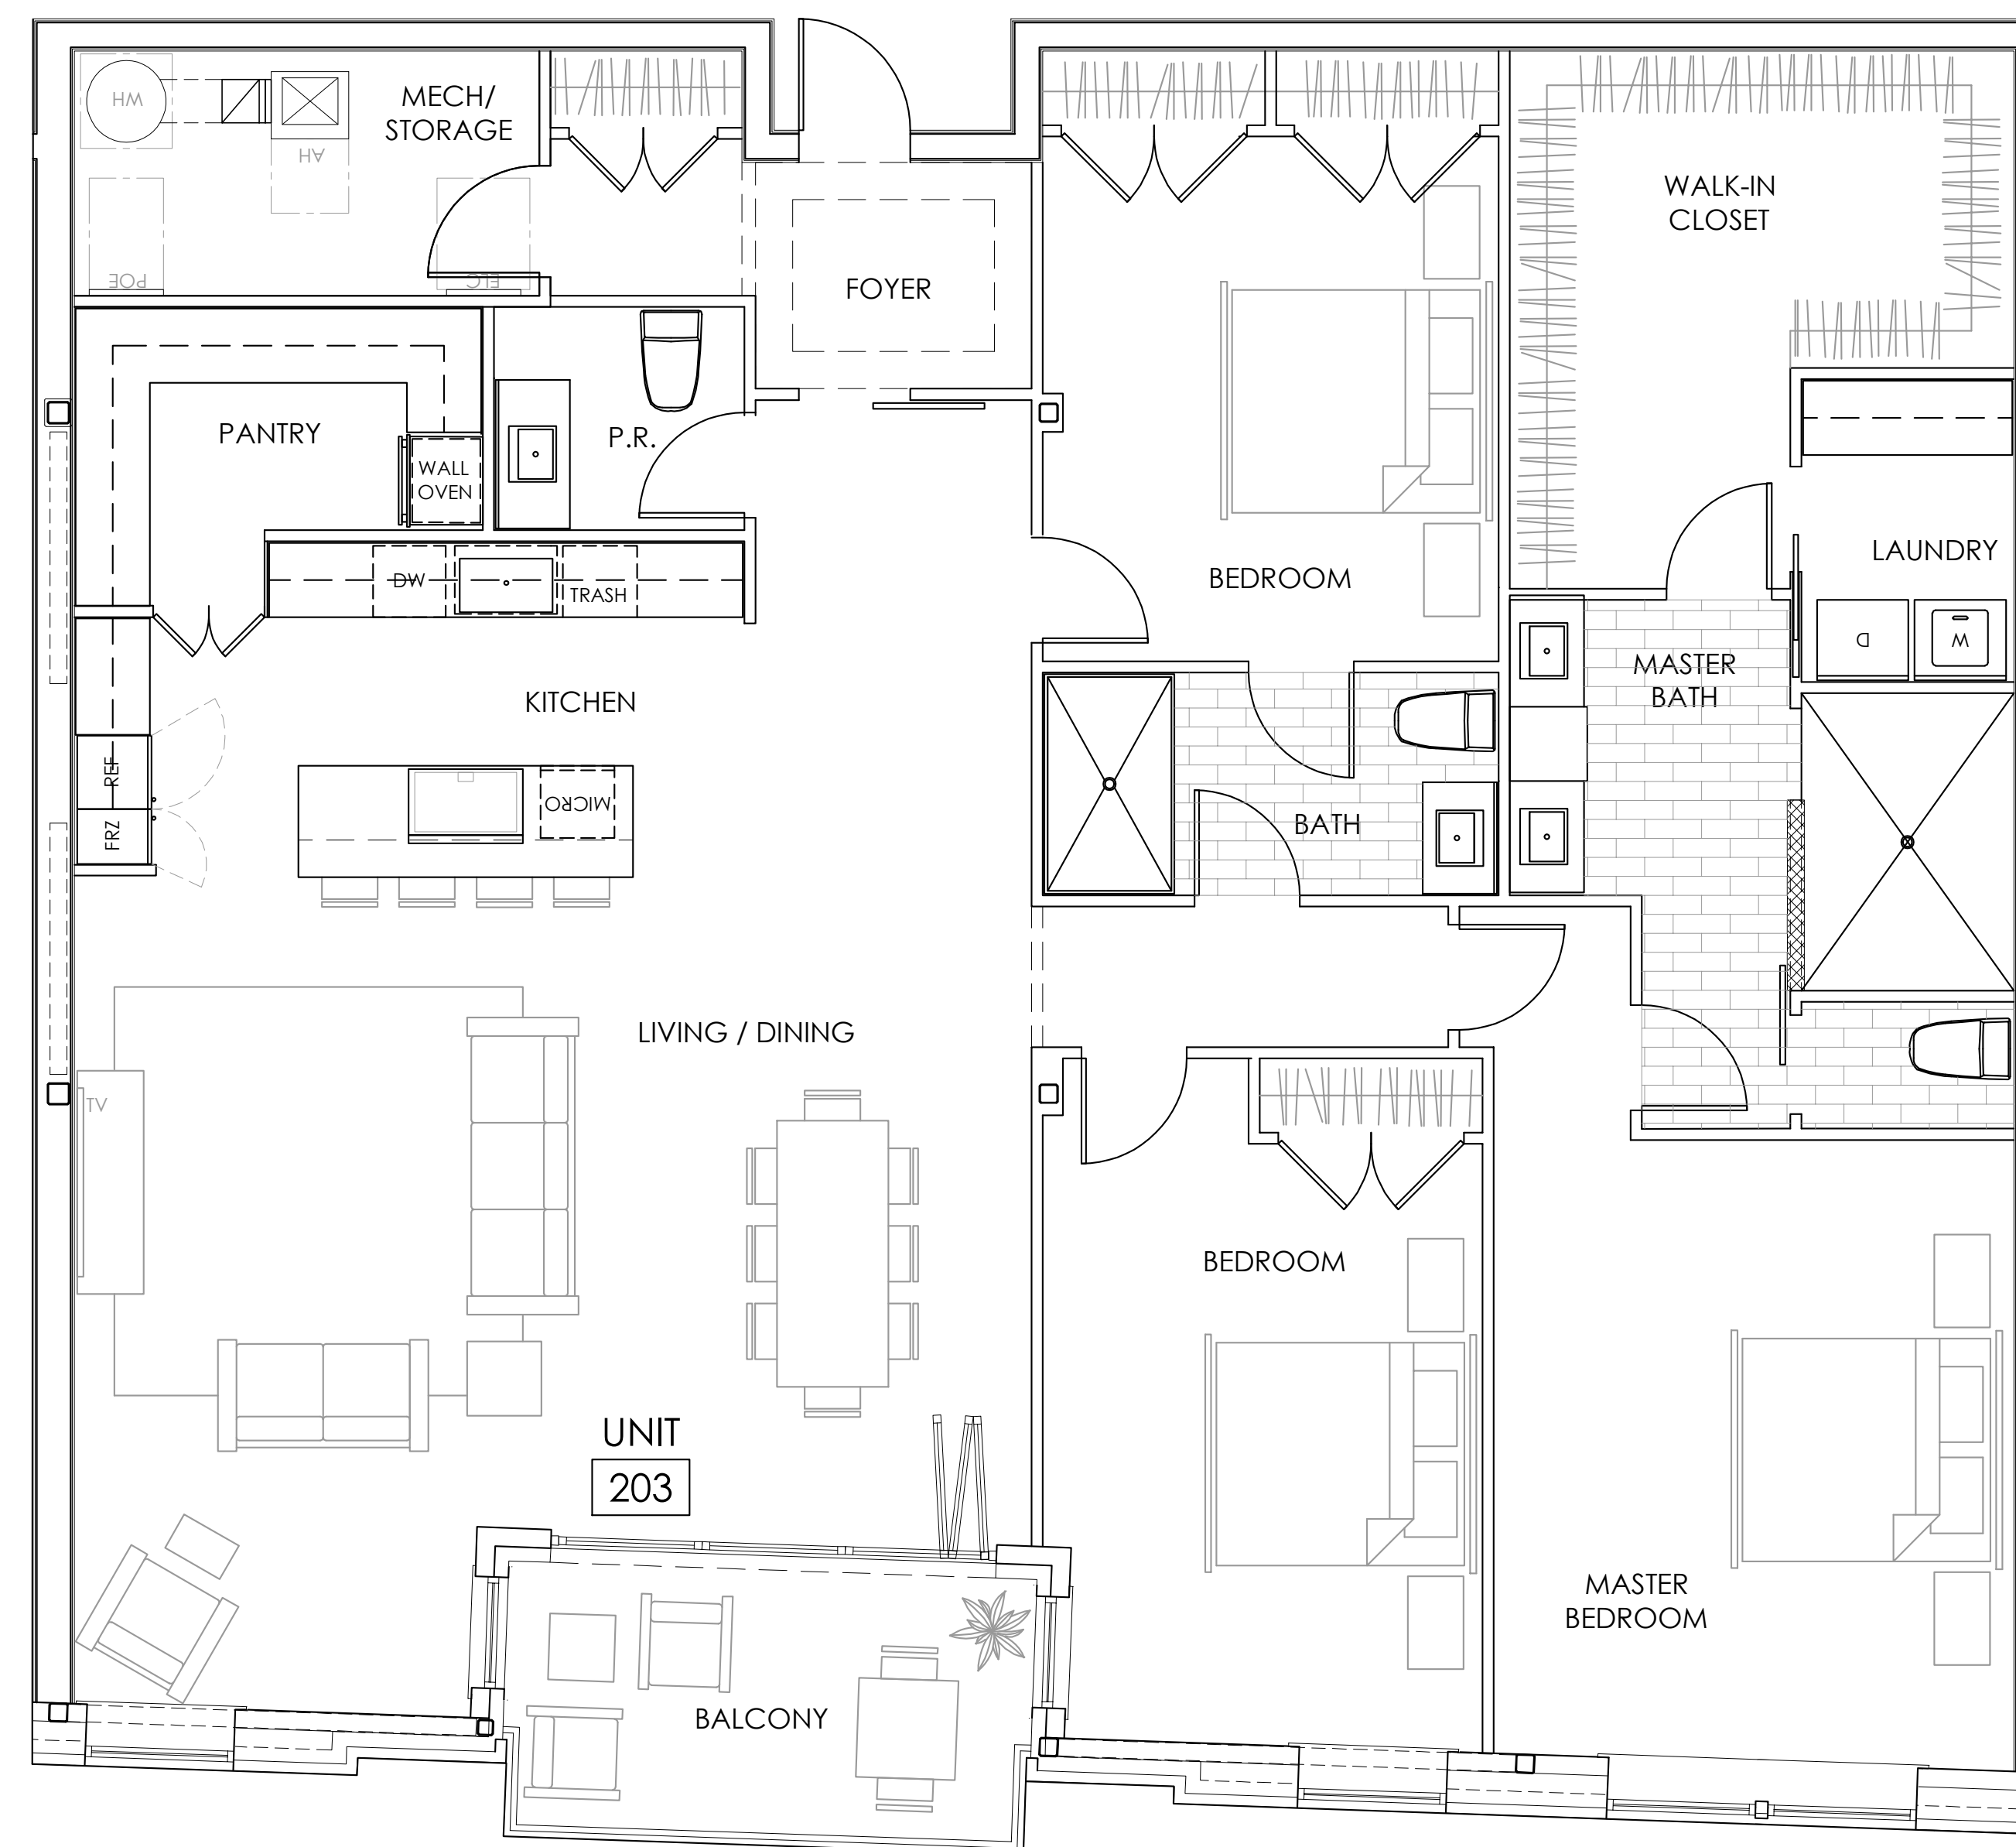 MECH/
STORAGE
WH
AH
POE
ELC
FOYER
WALK-IN
CLOSET
PANTRY
WALL
OVEN
P.R.
DW
TRASH
BEDROOM
LAUNDRY
D
W
MASTER
BATH
KITCHEN
REF
FRZ
MICRO
BATH
LIVING / DINING
TV
BEDROOM
UNIT
203
MASTER
BEDROOM
BALCONY